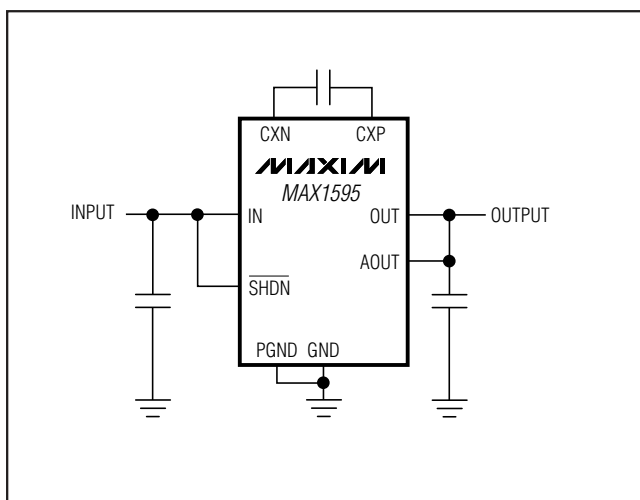 CXN CXP
MAXIM
MAX1595
INPUT IN OUT OUTPUT
AOUT
SHDN
PGND GND